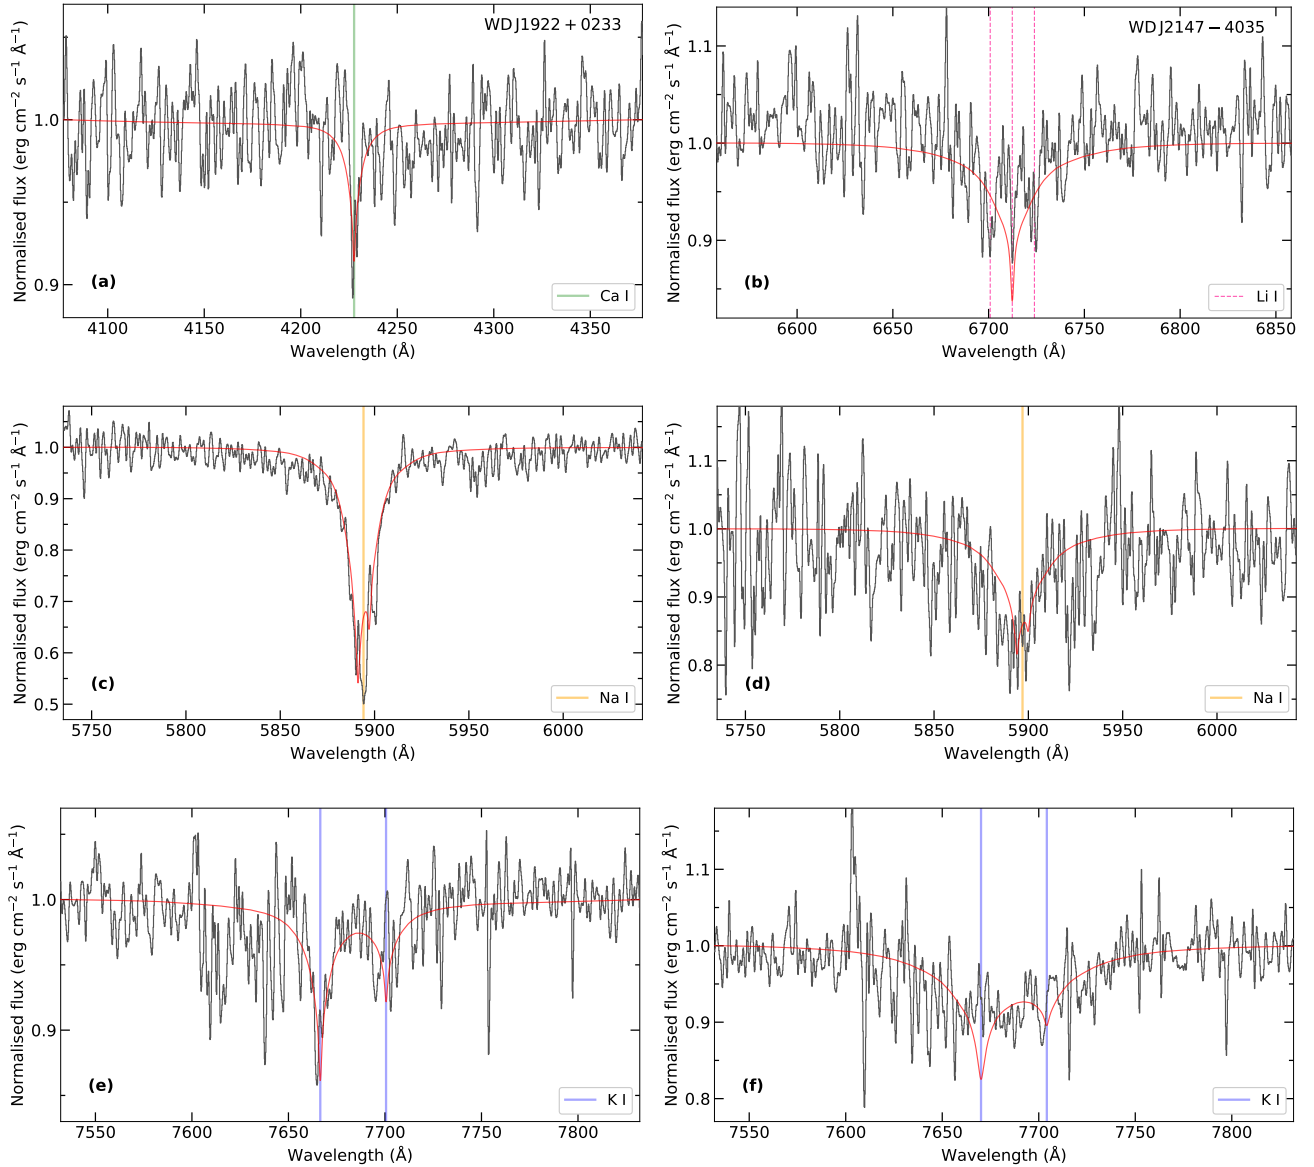 WD J1922 + 0233
Normalised flux (erg cm−2 s−1 Å−1)
1.0
0.9
(a)
Ca I
4100 4150 4200 4250 4300 4350
Wavelength (Å)
WD J2147 − 4035
Normalised flux (erg cm−2 s−1 Å−1)
1.1
1.0
0.9
(b)
Li I
6600 6650 6700 6750 6800 6850
Wavelength (Å)
Normalised flux (erg cm−2 s−1 Å−1)
1.0
0.9
0.8
0.7
0.6
0.5
(c)
Na I
5750 5800 5850 5900 5950 6000
Wavelength (Å)
Normalised flux (erg cm−2 s−1 Å−1)
1.1
1.0
0.9
0.8
(d)
Na I
5750 5800 5850 5900 5950 6000
Wavelength (Å)
Normalised flux (erg cm−2 s−1 Å−1)
1.0
0.9
(e)
K I
7550 7600 7650 7700 7750 7800
Wavelength (Å)
Normalised flux (erg cm−2 s−1 Å−1)
1.1
1.0
0.9
0.8
(f)
K I
7550 7600 7650 7700 7750 7800
Wavelength (Å)